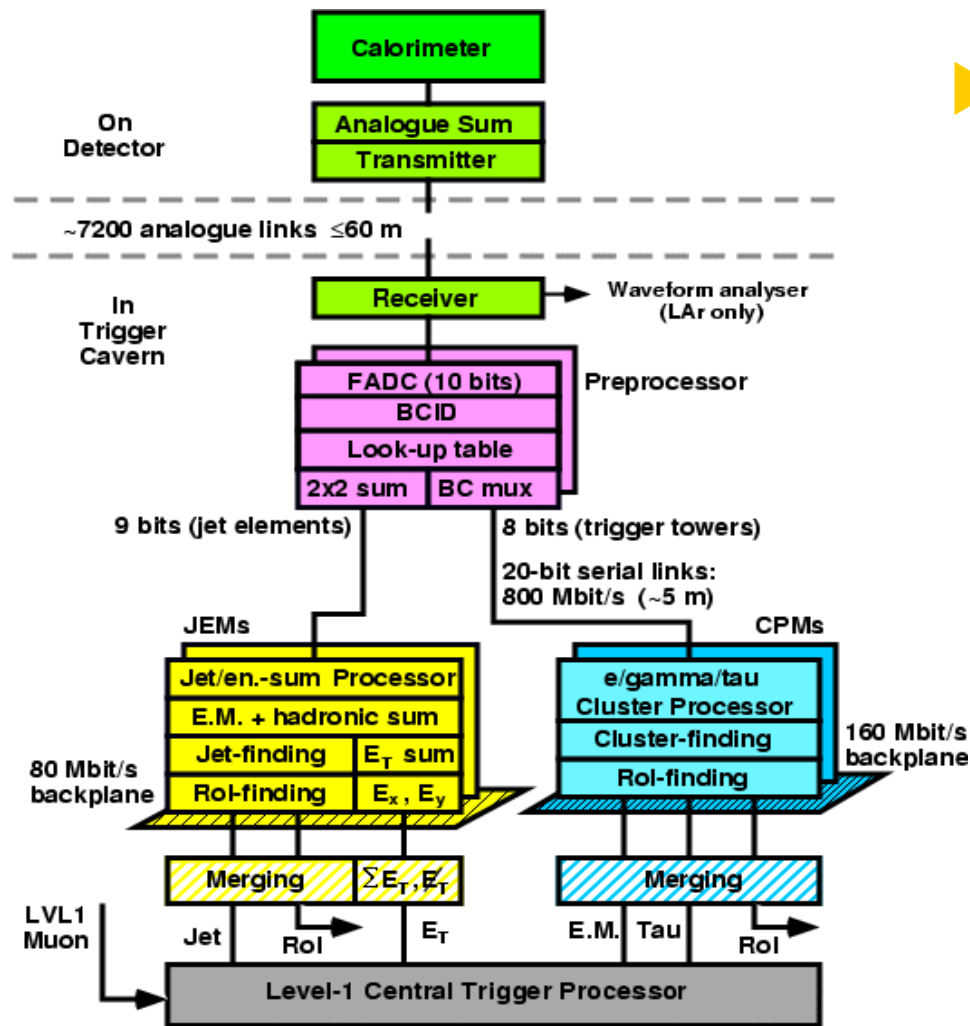 Calorimeter
On
Detector
Analogue Sum
Transmitter
~7200 analogue links ≤60 m
In
Trigger
Cavern
Receiver
Waveform analyser
(LAr only)
Preprocessor
FADC (10 bits)
BCID
Look-up table
2x2 sum
BC mux
9 bits (jet elements)
8 bits (trigger towers)
20-bit serial links:
800 Mbit/s (~5 m)
JEMs
CPMs
Jet/en.-sum Processor
E.M. + hadronic sum
Jet-finding
E_T sum
RoI-finding
E_x , E_y
80 Mbit/s
backplane
e/gamma/tau
Cluster Processor
Cluster-finding
RoI-finding
160 Mbit/s
backplane
Merging
∑ E_T, E̸_T
Merging
LVL1
Muon
Jet
RoI
E_T
E.M.
Tau
RoI
Level-1 Central Trigger Processor